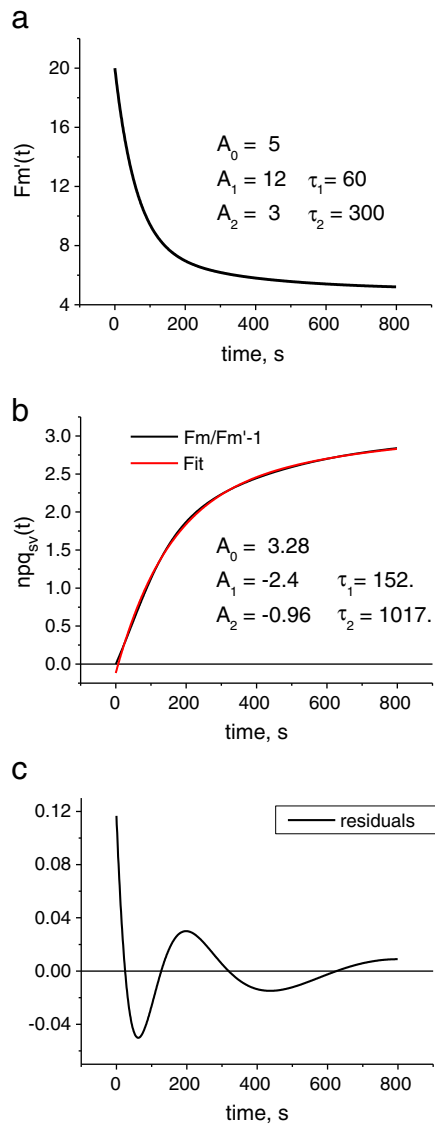 a
20
16
12
8
4
Fm'(t)
A₀ = 5
A₁ = 12 τ₁= 60
A₂ = 3 τ₂ = 300
0 200 400 600 800
time, s
b
3.0
2.5
2.0
1.5
1.0
0.5
0.0
npq_sv(t)
Fm/Fm'-1
Fit
A₀ = 3.28
A₁ = -2.4 τ₁= 152.
A₂ = -0.96 τ₂ = 1017.
0 200 400 600 800
time, s
c
0.12
0.08
0.04
0.00
-0.04
residuals
0 200 400 600 800
time, s